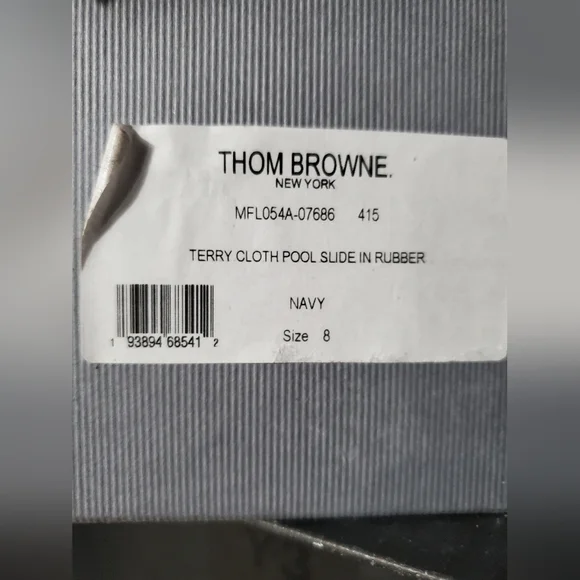 THOM BROWNE.
NEW YORK
MFL054A-07686 415
TERRY CLOTH POOL SLIDE IN RUBBER
NAVY
1 93894 68541 2
Size 8